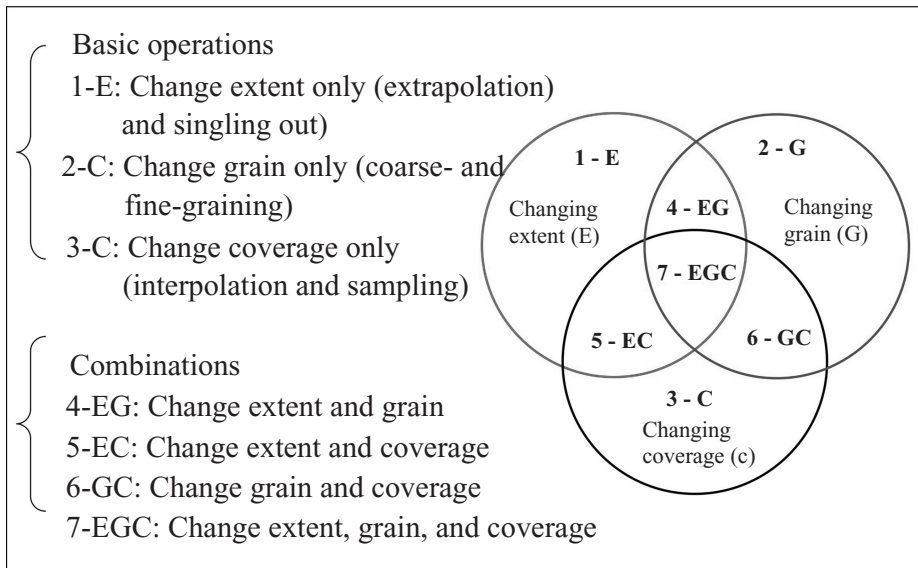 Basic operations
1-E: Change extent only (extrapolation)
and singling out)
2-C: Change grain only (coarse- and
fine-graining)
3-C: Change coverage only
(interpolation and sampling)
Combinations
4-EG: Change extent and grain
5-EC: Change extent and coverage
6-GC: Change grain and coverage
7-EGC: Change extent, grain, and coverage
1 - E
2 - G
4 - EG
Changing
extent (E)
Changing
grain (G)
7 - EGC
5 - EC
6 - GC
3 - C
Changing
coverage (c)